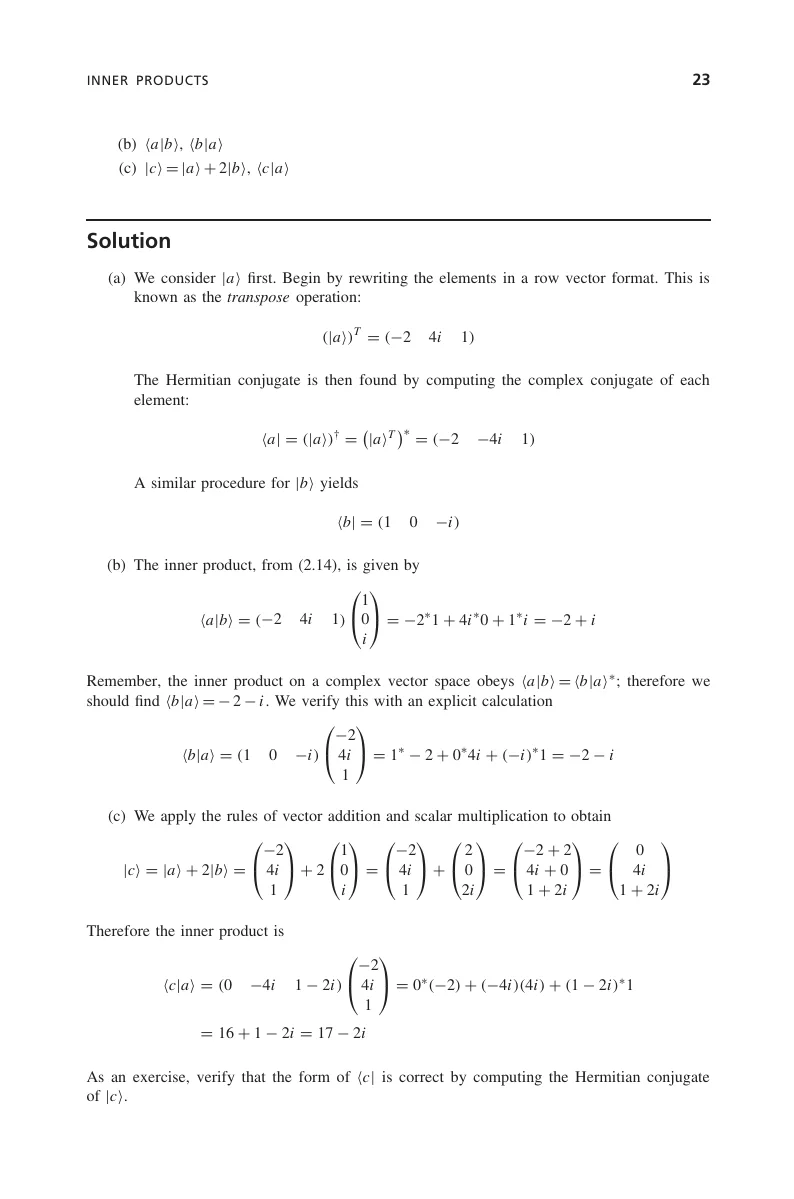 INNER PRODUCTS 23
(b) ⟨a|b⟩, ⟨b|a⟩
(c) |c⟩ = |a⟩ + 2|b⟩, ⟨c|a⟩
Solution
(a) We consider |a⟩ first. Begin by rewriting the elements in a row vector format. This is
known as the transpose operation:
(|a⟩)^T = (−2 4i 1)
The Hermitian conjugate is then found by computing the complex conjugate of each
element:
⟨a| = (|a⟩)^† = (|a⟩^T)^* = (−2 −4i 1)
A similar procedure for |b⟩ yields
⟨b| = (1 0 −i)
(b) The inner product, from (2.14), is given by
⟨a|b⟩ = (−2 4i 1) (1 0 i) = −2*1 + 4i*0 + 1*i = −2 + i
Remember, the inner product on a complex vector space obeys ⟨a|b⟩ = ⟨b|a⟩*; therefore we
should find ⟨b|a⟩ = − 2 − i. We verify this with an explicit calculation
⟨b|a⟩ = (1 0 −i) (−2 4i 1) = 1* − 2 + 0*4i + (−i)*1 = −2 − i
(c) We apply the rules of vector addition and scalar multiplication to obtain
|c⟩ = |a⟩ + 2|b⟩ = (−2 4i 1) + 2 (1 0 i) = (−2 4i 1) + (2 0 2i) = (−2 + 2 4i + 0 1 + 2i) = (0 4i 1 + 2i)
Therefore the inner product is
⟨c|a⟩ = (0 −4i 1 − 2i) (−2 4i 1) = 0*(−2) + (−4i)(4i) + (1 − 2i)*1
= 16 + 1 − 2i = 17 − 2i
As an exercise, verify that the form of ⟨c| is correct by computing the Hermitian conjugate
of |c⟩.